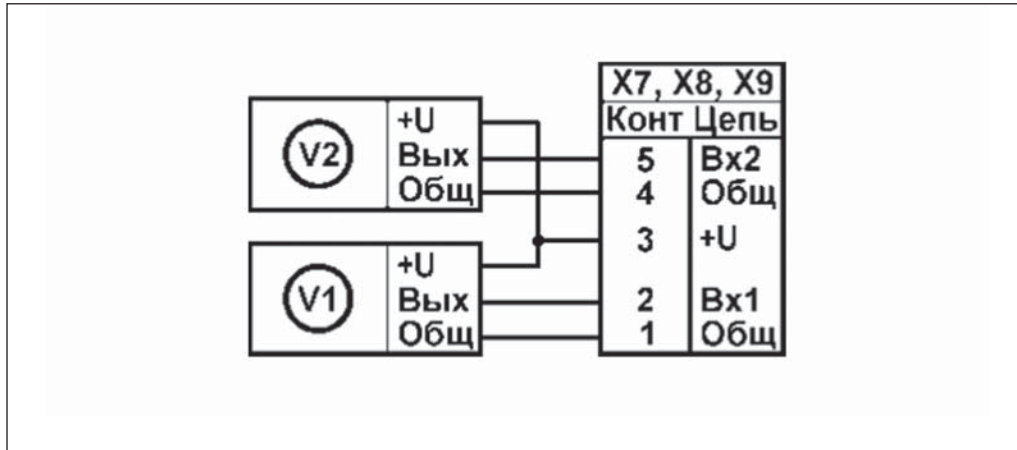 V2
+U
Вых
Общ
V1
+U
Вых
Общ
X7, X8, X9
Конт Цепь
5 Вх2
4 Общ
3 +U
2 Вх1
1 Общ